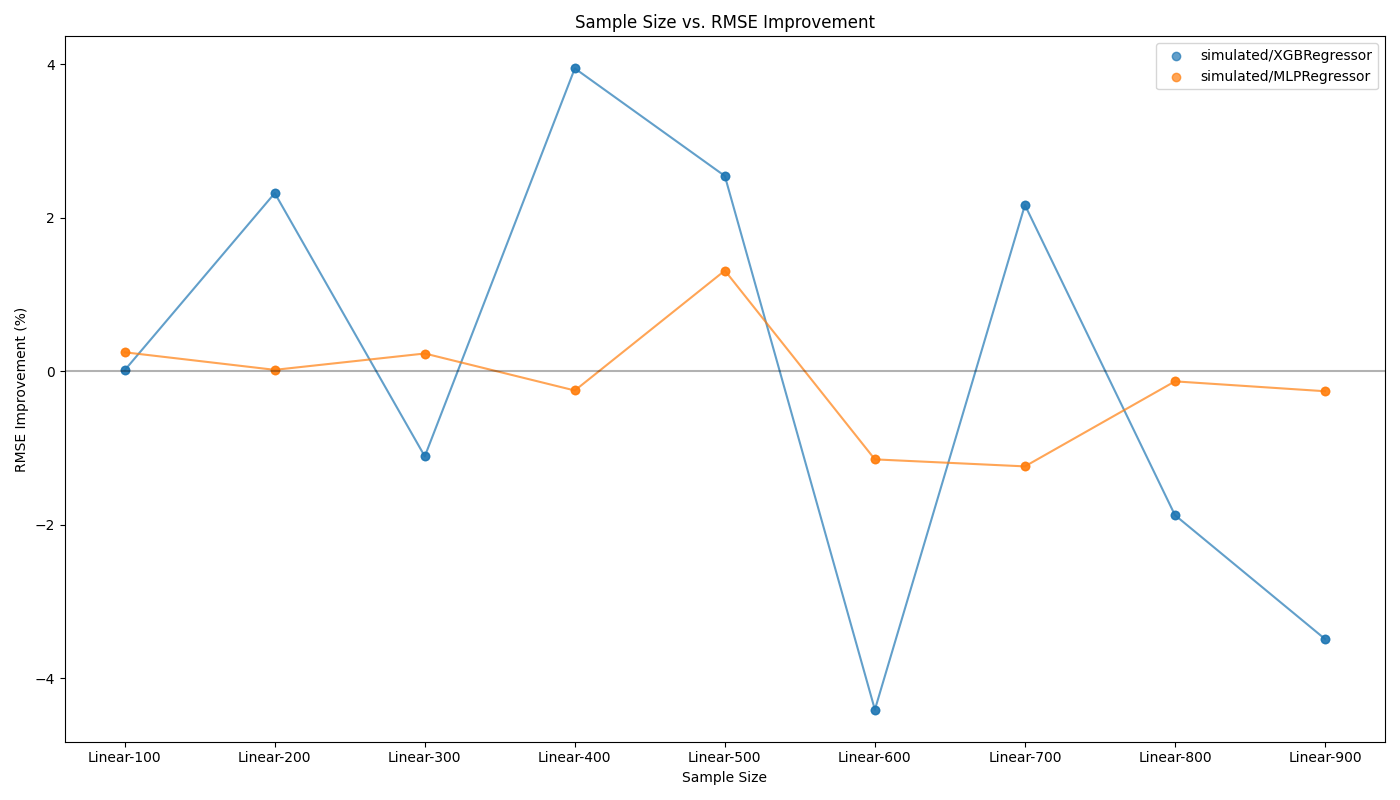 Sample Size vs. RMSE Improvement
simulated/XGBRegressor
simulated/MLPRegressor
RMSE Improvement (%)
4
2
0
−2
−4
Linear-100 Linear-200 Linear-300 Linear-400 Linear-500 Linear-600 Linear-700 Linear-800 Linear-900
Sample Size